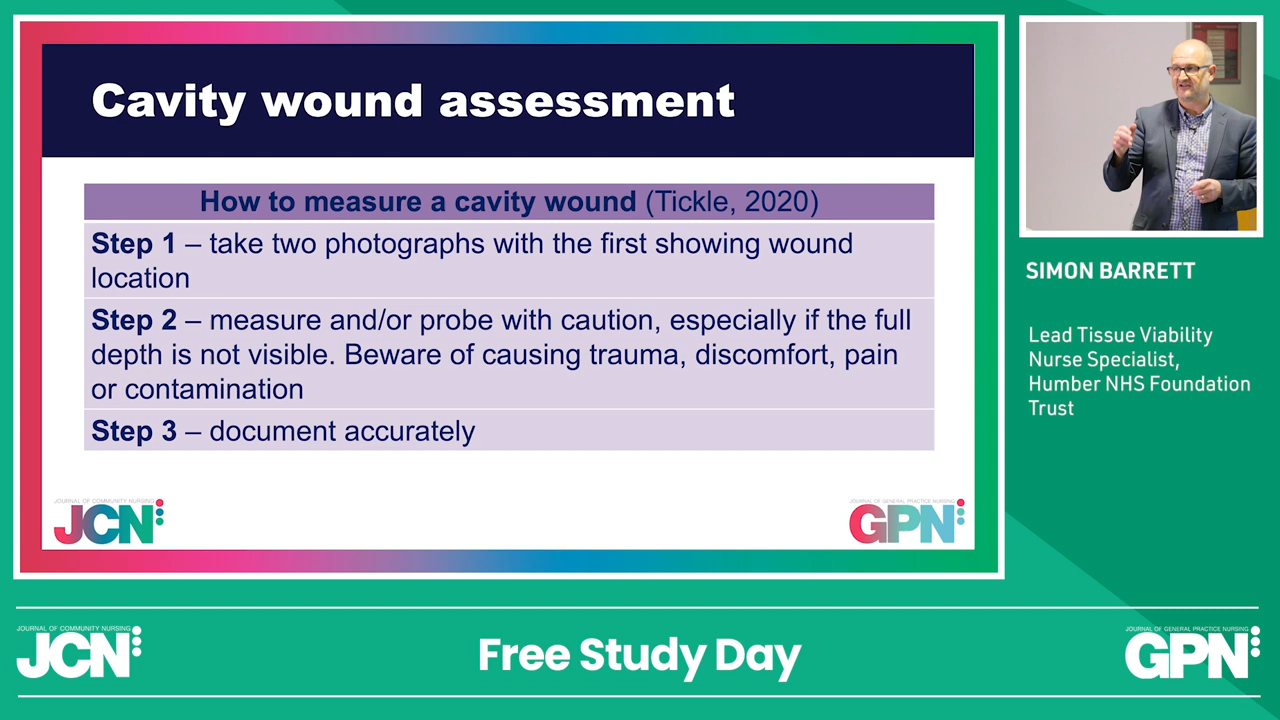 Cavity wound assessment
How to measure a cavity wound (Tickle, 2020)
Step 1 – take two photographs with the first showing wound
location
Step 2 – measure and/or probe with caution, especially if the full
depth is not visible. Beware of causing trauma, discomfort, pain
or contamination
Step 3 – document accurately
JOURNAL OF COMMUNITY NURSING
JCN
JOURNAL OF GENERAL PRACTICE NURSING
GPN
SIMON BARRETT
Lead Tissue Viability
Nurse Specialist,
Humber NHS Foundation
Trust
JOURNAL OF COMMUNITY NURSING
JCN
Free Study Day
JOURNAL OF GENERAL PRACTICE NURSING
GPN